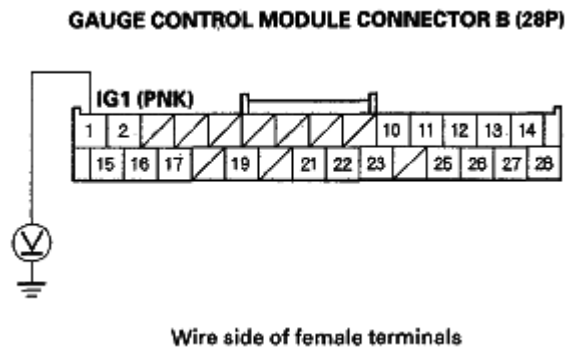 GAUGE CONTROL MODULE CONNECTOR B (28P)
IG1 (PNK)
1 2 10 11 12 13 14
15 16 17 19 21 22 23 25 26 27 28
V
Wire side of female terminals